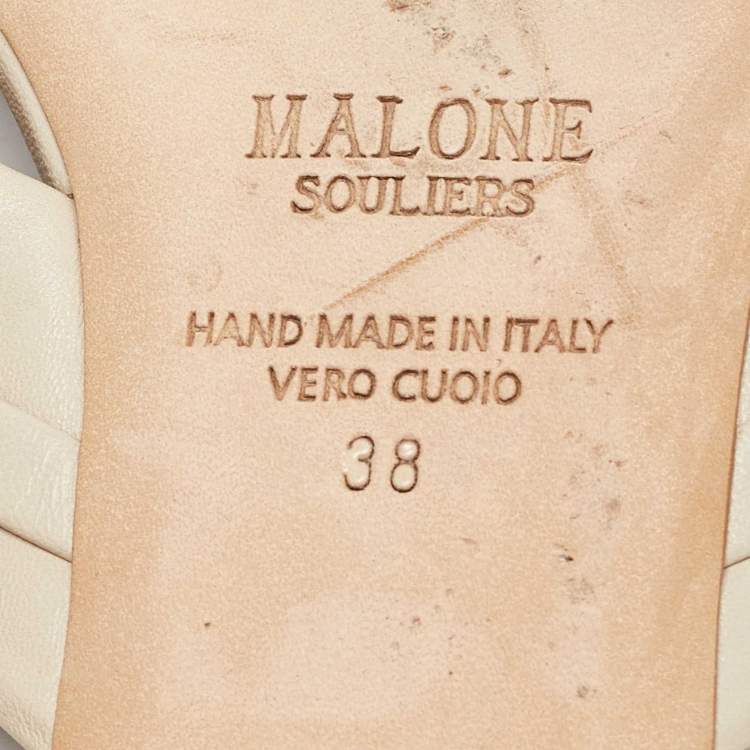 MALONE
SOULIERS
HAND MADE IN ITALY
VERO CUOIO
38